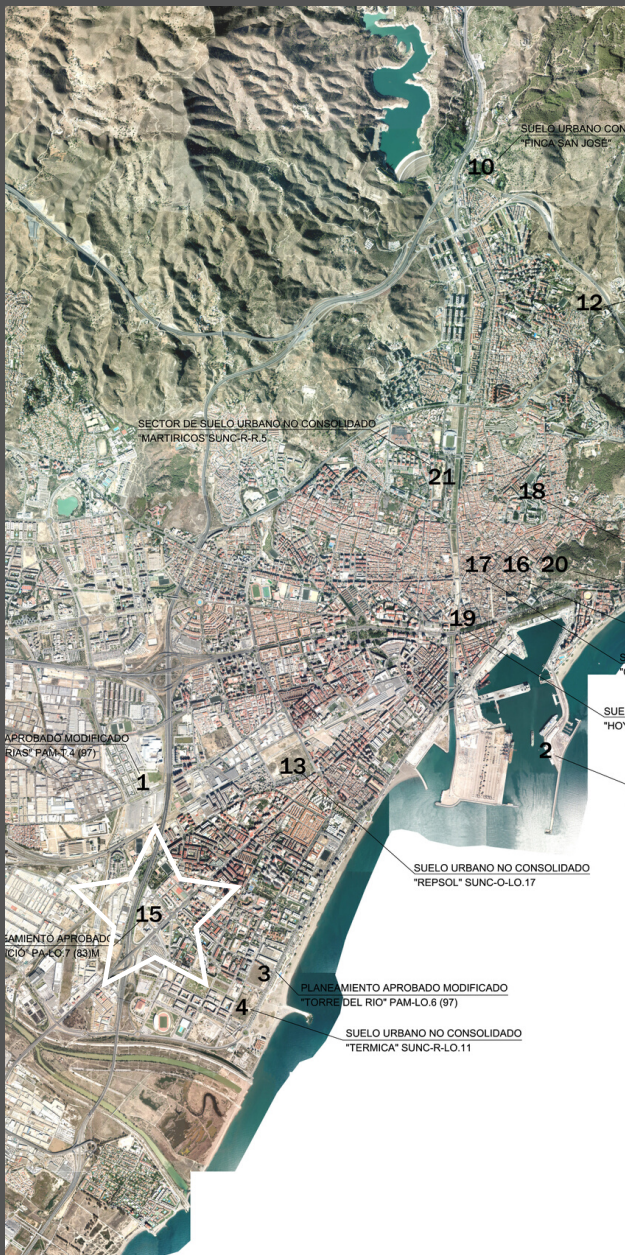 SUELO URBANO CON
"FINCA SAN JOSE"
10
12
SECTOR DE SUELO URBANO NO CONSOLIDADO
"MARTIRICOS"SUNC-R-R.5
21
18
17 16 20
19
SUE
"HOY
APROBADO MODIFICADO
RIAS" PAM-T.4 (97)
2
1
13
SUELO URBANO NO CONSOLIDADO
"REPSOL" SUNC-O-LO.17
15
EAMIENTO APROBADO
CIO" PA-LO.7 (83)M
3
PLANEAMIENTO APROBADO MODIFICADO
"TORRE DEL RIO" PAM-LO.6 (97)
4
SUELO URBANO NO CONSOLIDADO
"TERMICA" SUNC-R-LO.11